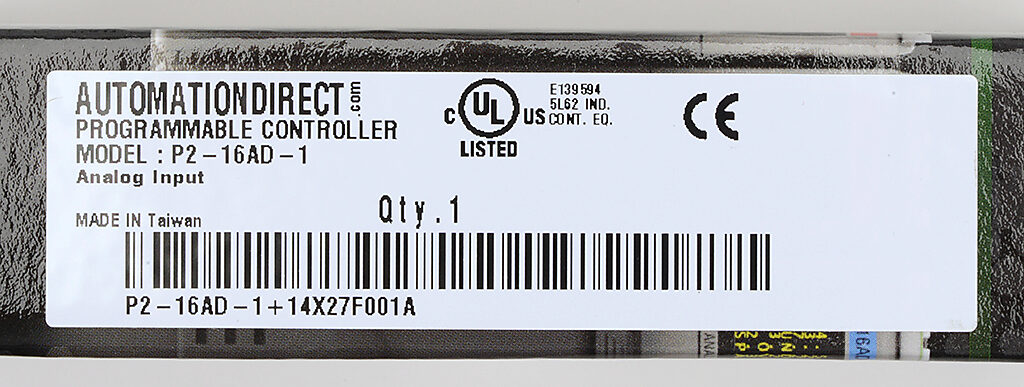 AUTOMATIONDIRECT.com
PROGRAMMABLE CONTROLLER
MODEL : P2-16AD-1
Analog Input
C UL US
LISTED
E139594
5L62 IND.
CONT. EQ.
CE
MADE IN Taiwan
Qty.1
P2-16AD-1+14X27F001A
ANA